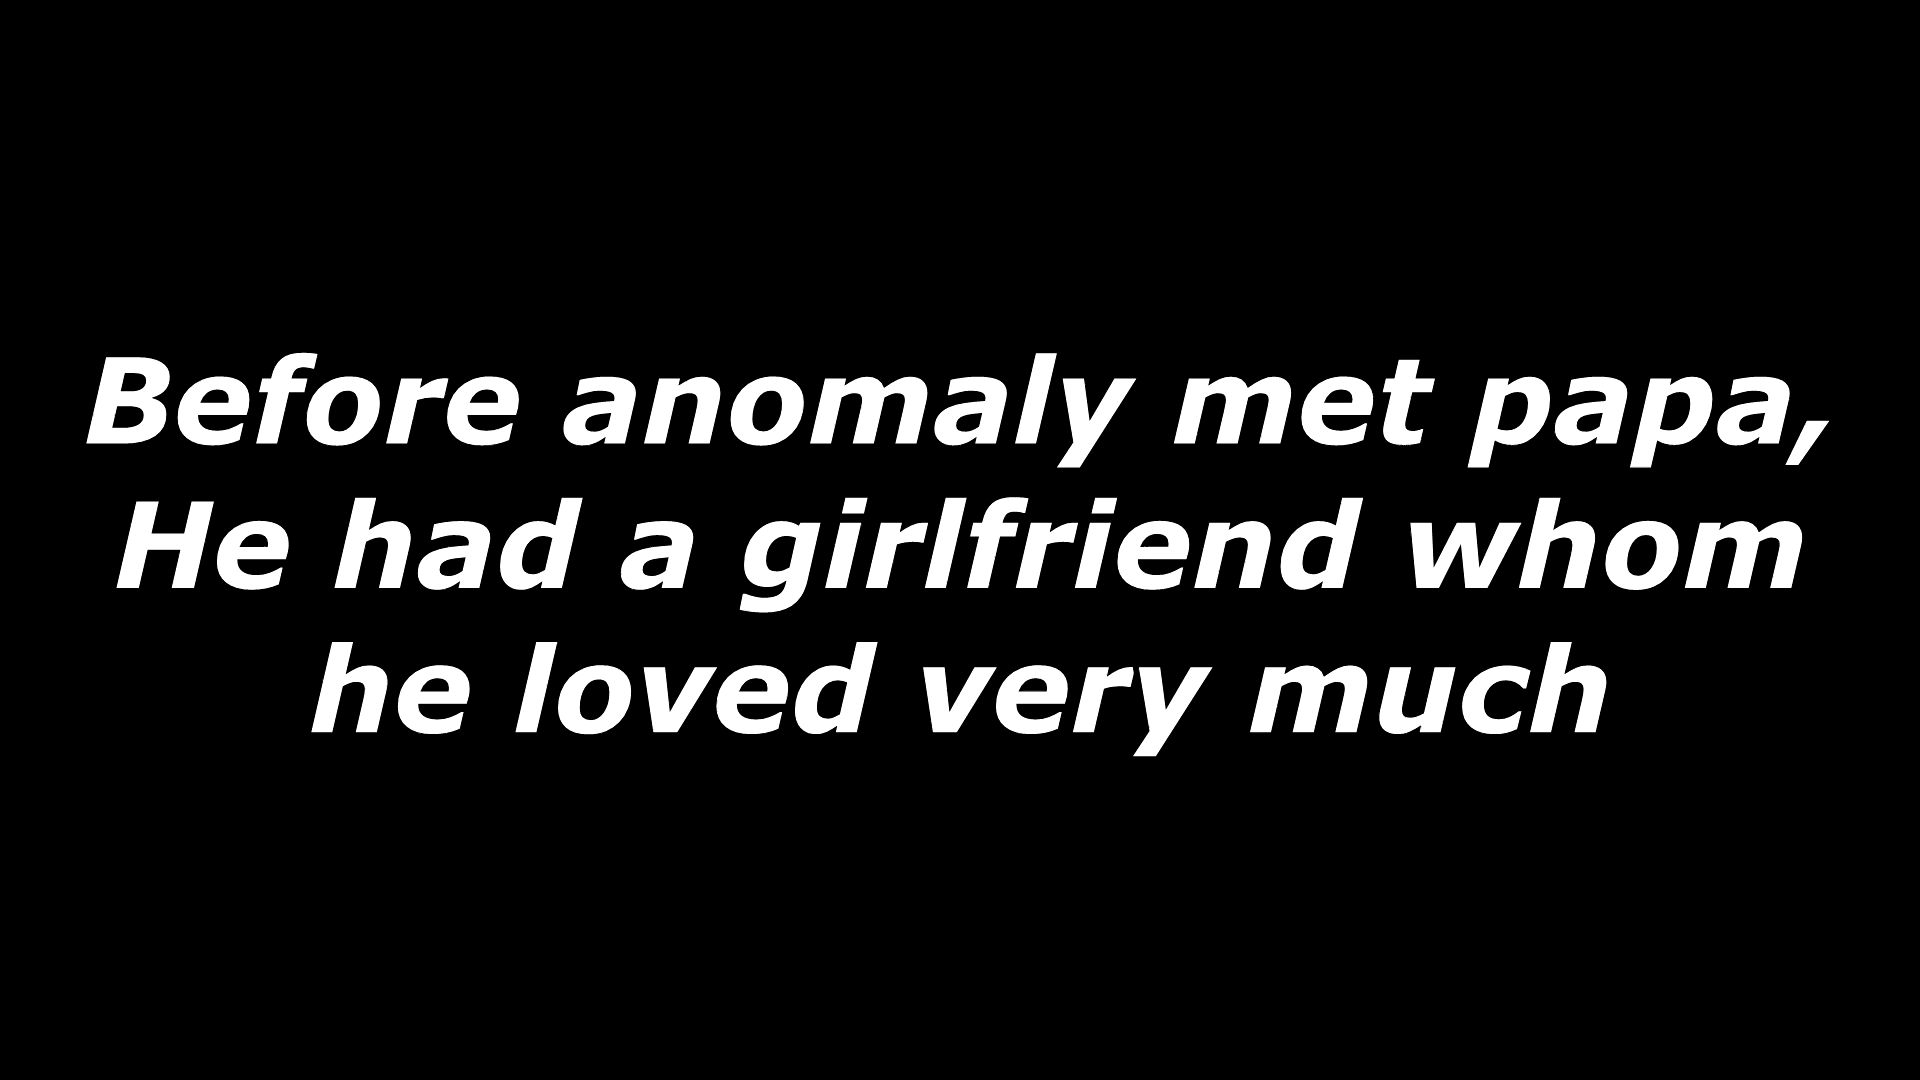 Before anomaly met papa,
He had a girlfriend whom
he loved very much